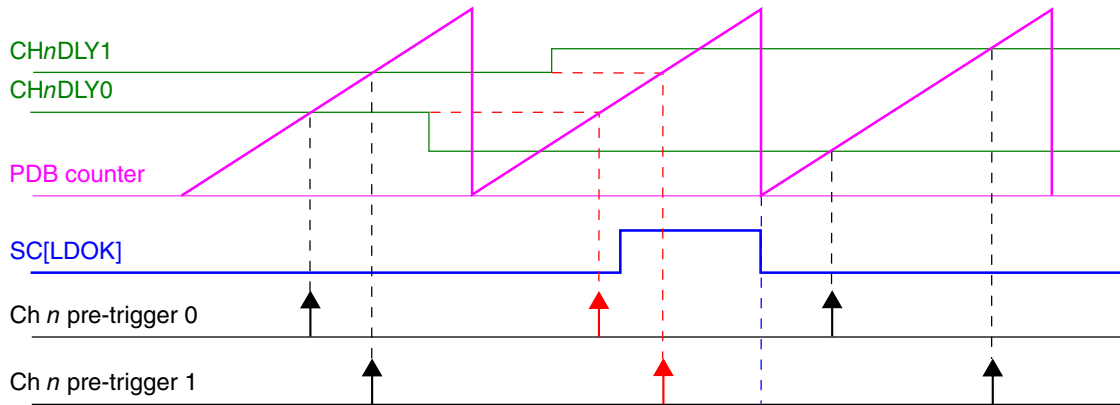 CHnDLY1
CHnDLY0
PDB counter
SC[LDOK]
Ch n pre-trigger 0
Ch n pre-trigger 1